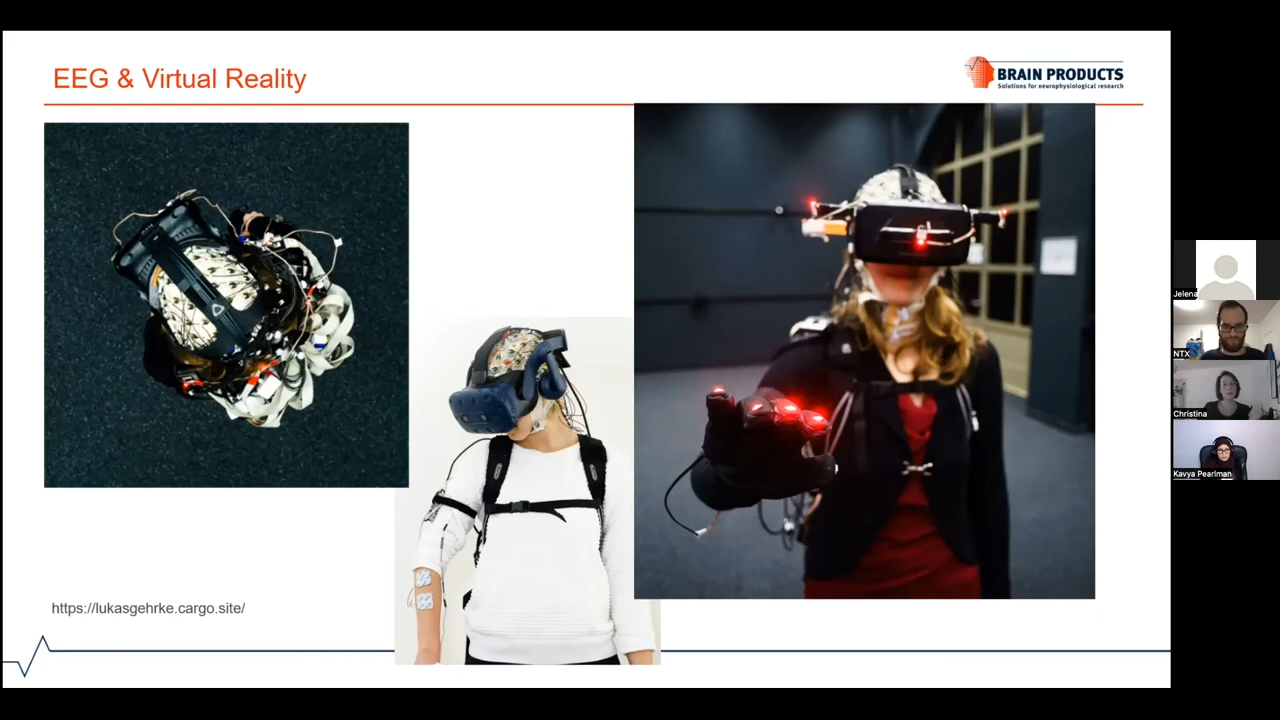 EEG & Virtual Reality
BRAIN PRODUCTS
Solutions for neurophysiological research
https://lukasgehrke.cargo.site/
Jelena
NTX
Christina
Kavya Pearlman